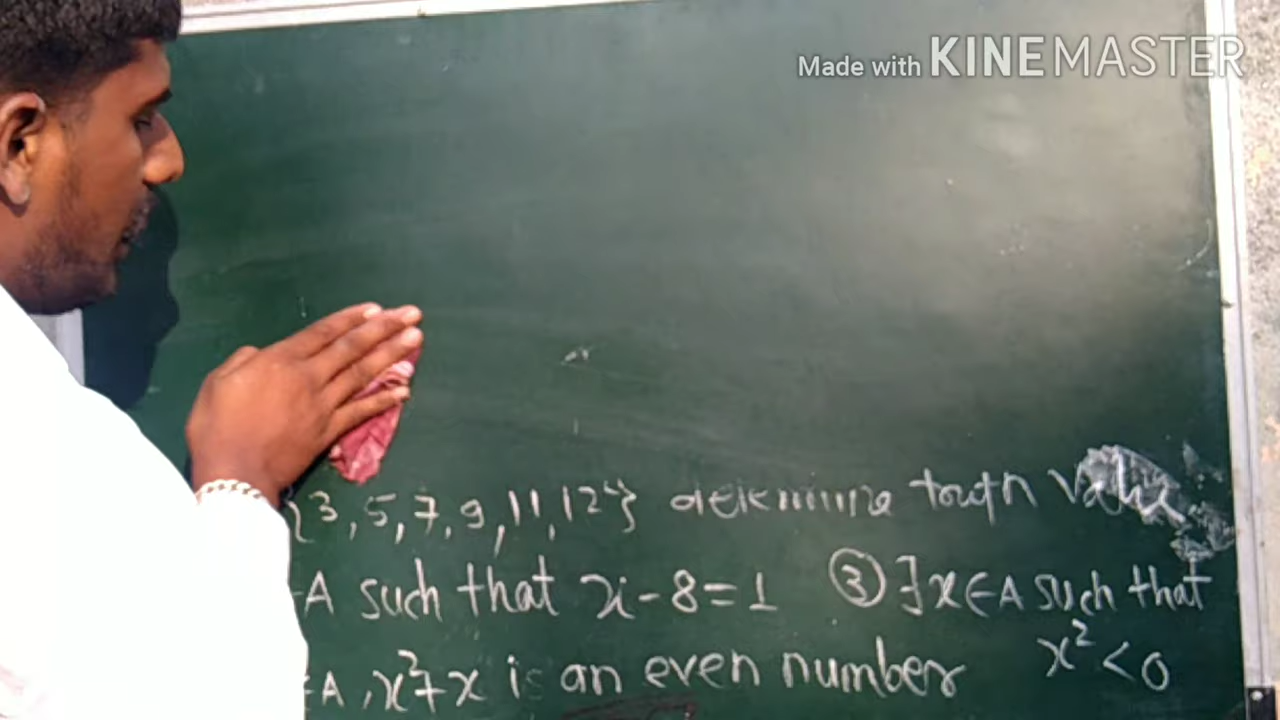 Made with KINEMASTER
{3, 5, 7, 9, 11, 12} determine truth value
A such that x - 8 = 1 ③ ∃ x ∈ A such that
∈ A, x² + x is an even number x² < 0